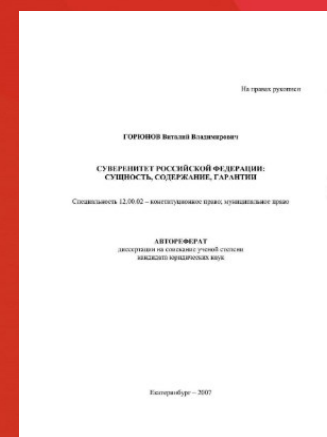 На правах рукописи
ГОРЮНОВ Виталий Владимирович
СУВЕРЕНИТЕТ РОССИЙСКОЙ ФЕДЕРАЦИИ:
СУЩНОСТЬ, СОДЕРЖАНИЕ, ГАРАНТИИ
Специальность 12.00.02 – конституционное право; муниципальное право
АВТОРЕФЕРАТ
диссертации на соискание ученой степени
кандидата юридических наук
Екатеринбург – 2007